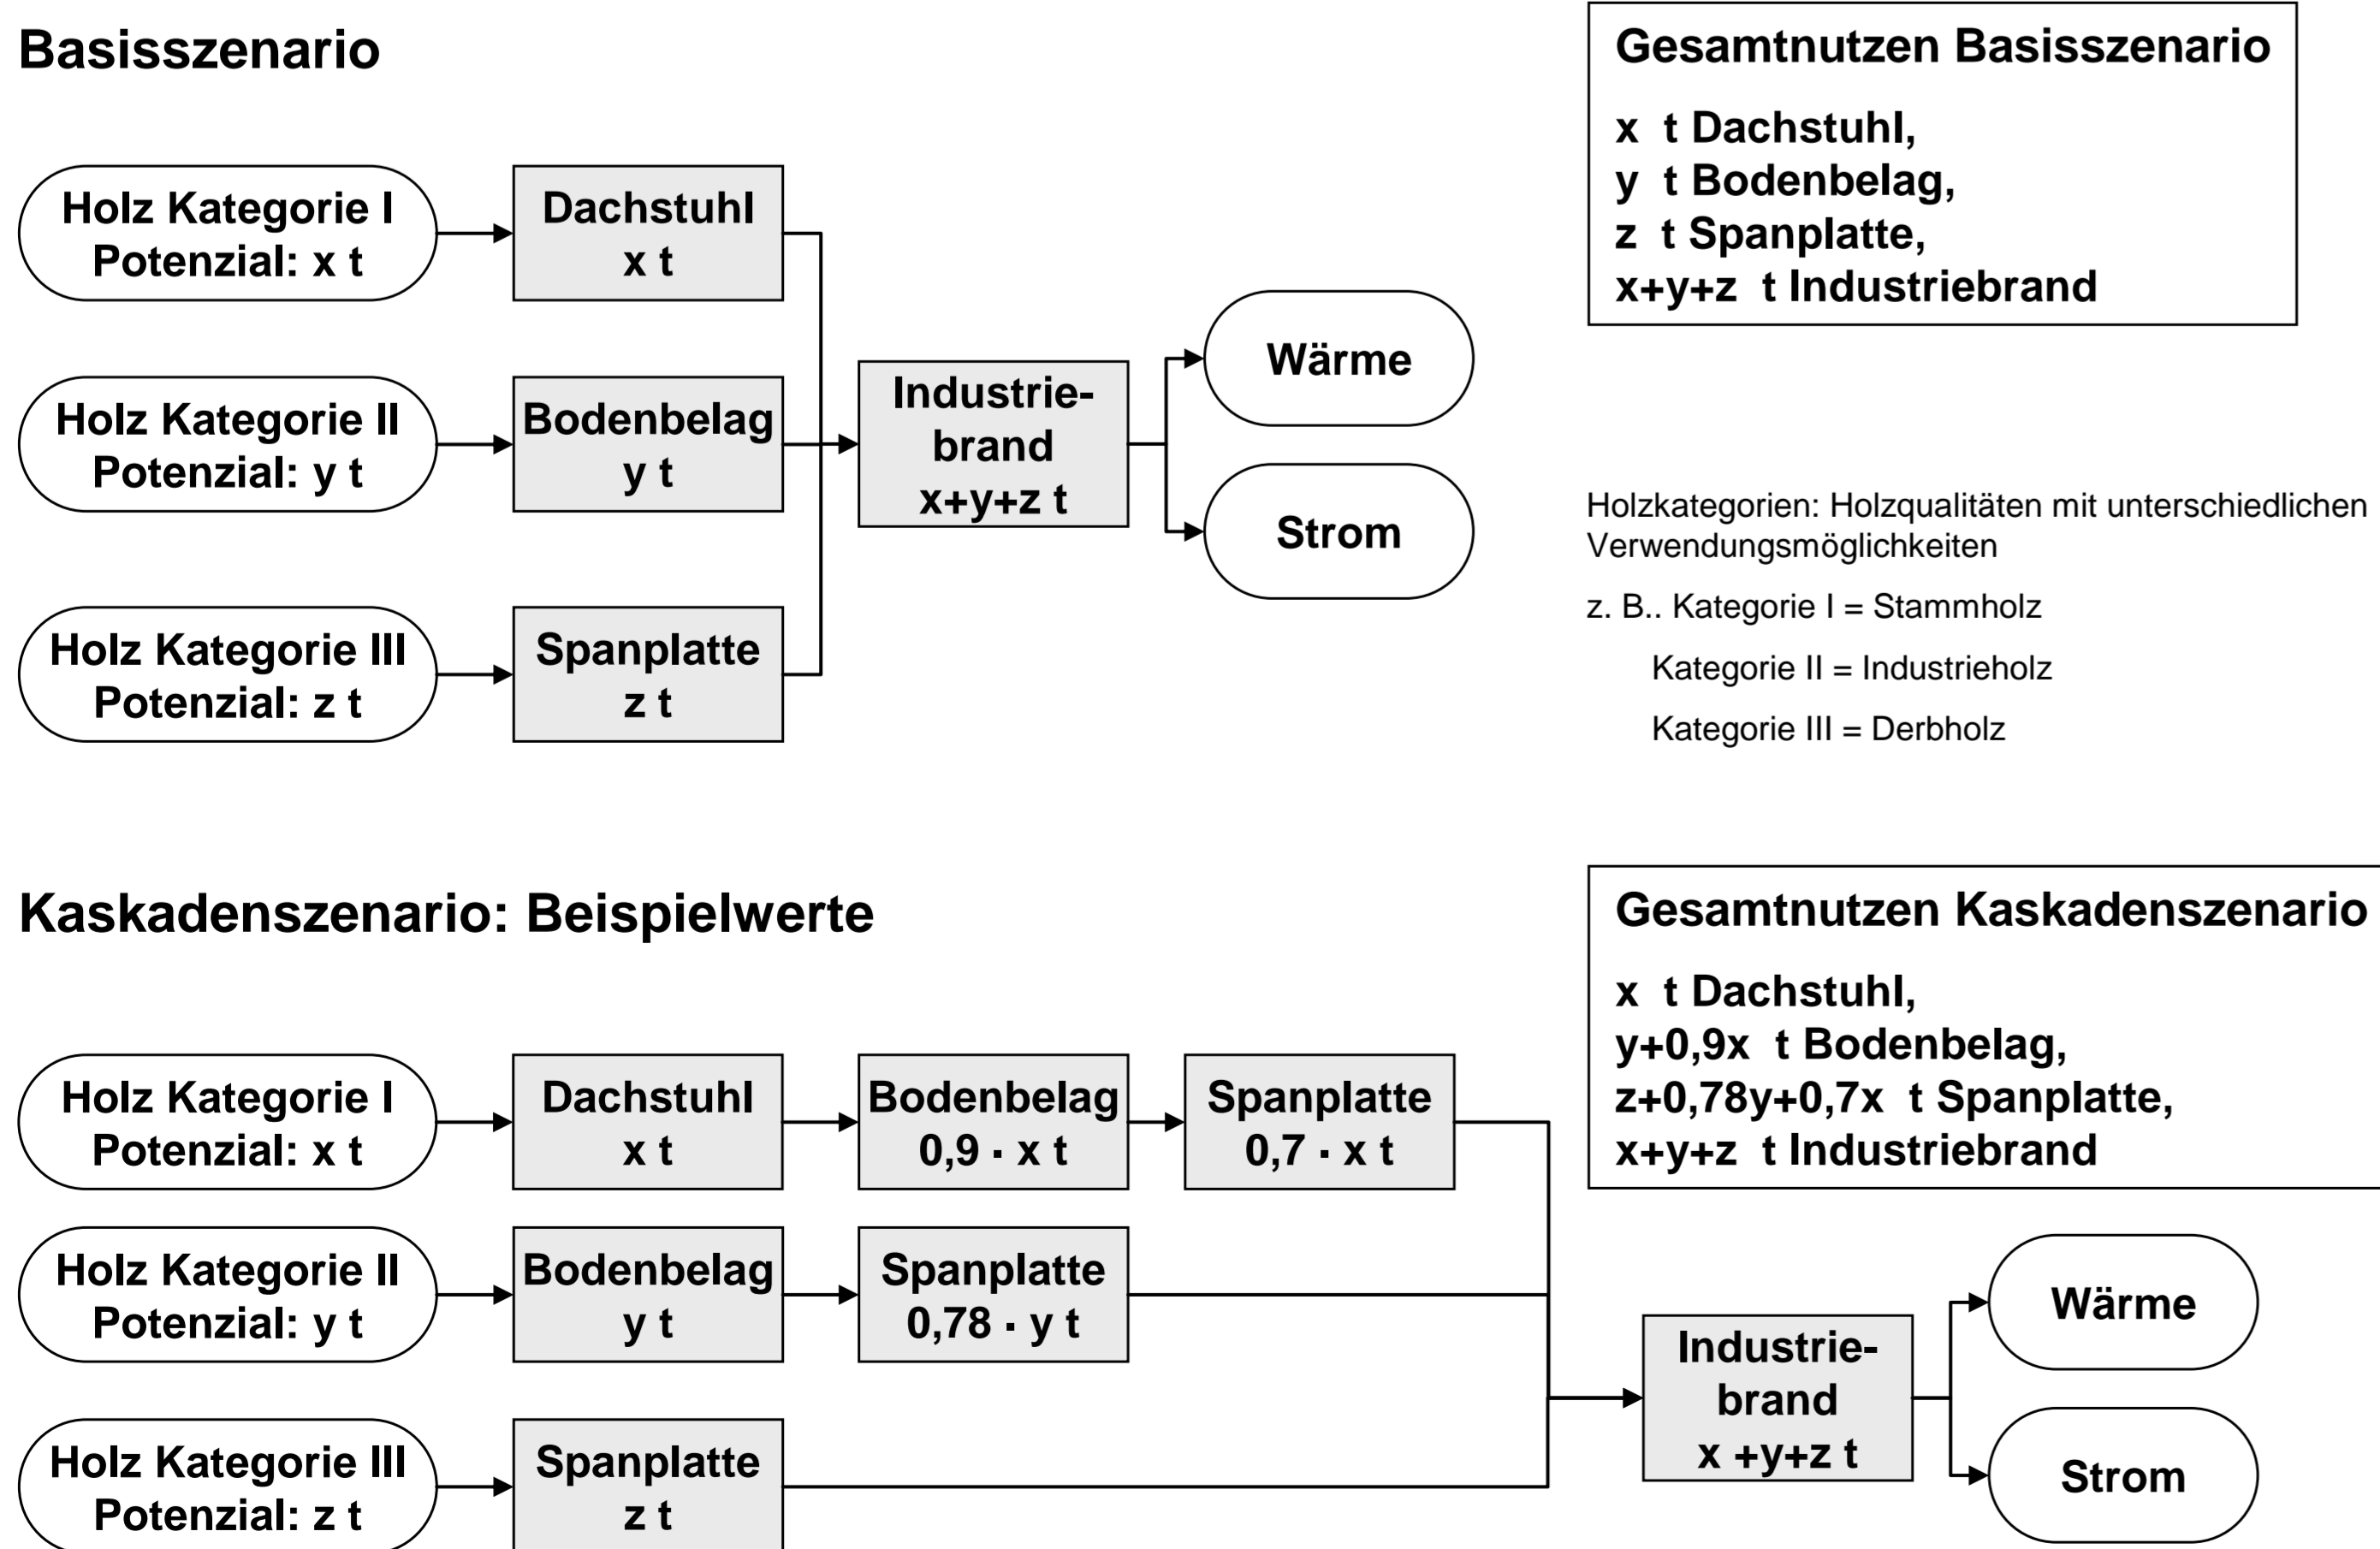 Basisszenario
Gesamtnutzen Basisszenario
x t Dachstuhl,
y t Bodenbelag,
z t Spanplatte,
x+y+z t Industriebrand
Holz Kategorie I
Potenzial: x t
Dachstuhl
x t
Holz Kategorie II
Potenzial: y t
Bodenbelag
y t
Holz Kategorie III
Potenzial: z t
Spanplatte
z t
Industrie-
brand
x+y+z t
Wärme
Strom
Holzkategorien: Holzqualitäten mit unterschiedlichen
Verwendungsmöglichkeiten
z. B.. Kategorie I = Stammholz
Kategorie II = Industrieholz
Kategorie III = Derbholz
Kaskadenszenario: Beispielwerte
Gesamtnutzen Kaskadenszenario
x t Dachstuhl,
y+0,9x t Bodenbelag,
z+0,78y+0,7x t Spanplatte,
x+y+z t Industriebrand
Holz Kategorie I
Potenzial: x t
Dachstuhl
x t
Bodenbelag
0,9 · x t
Spanplatte
0,7 · x t
Holz Kategorie II
Potenzial: y t
Bodenbelag
y t
Spanplatte
0,78 · y t
Holz Kategorie III
Potenzial: z t
Spanplatte
z t
Industrie-
brand
x +y+z t
Wärme
Strom